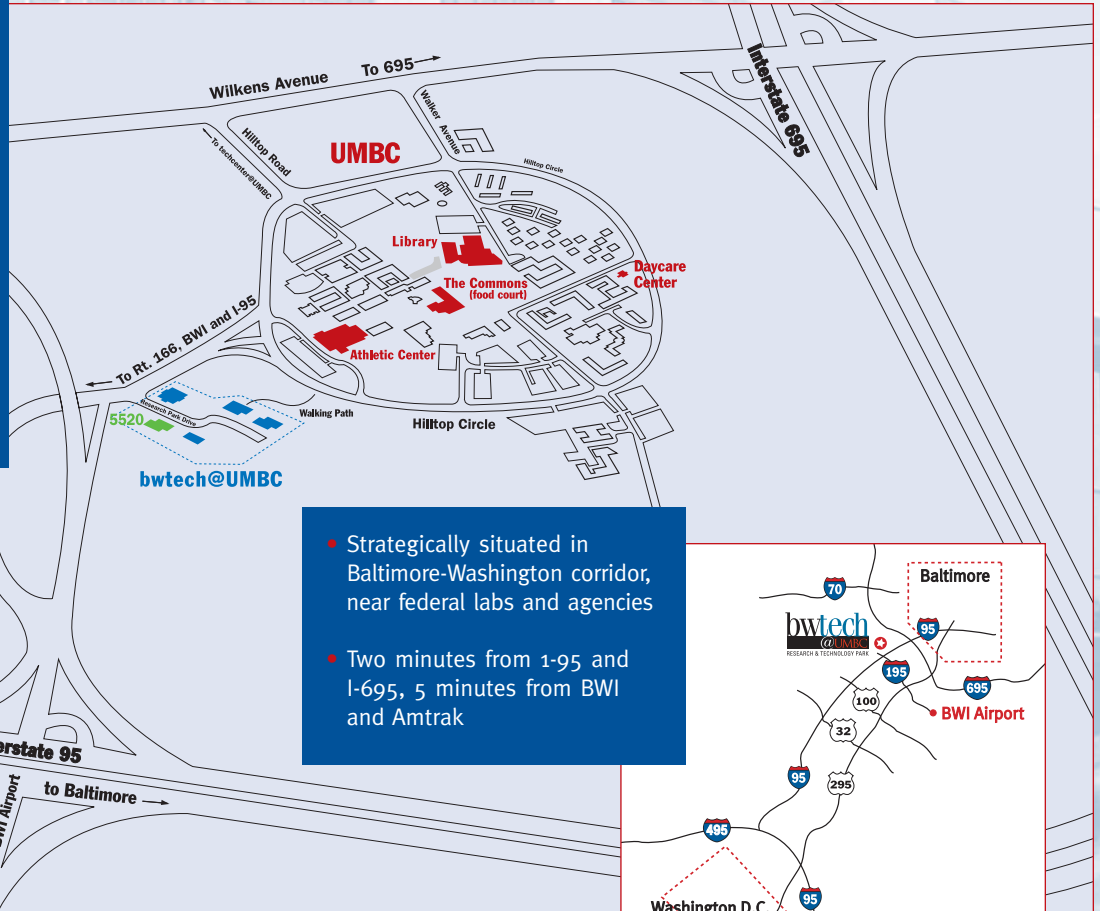 Wilkens Avenue
To 695
Interstate 695
Walker Avenue
Hilltop Road
To techcenter@UMBC
UMBC
Hilltop Circle
Library
The Commons
(food court)
Daycare
Center
Athletic Center
To Rt. 166, BWI and I-95
Research Park Drive
5520
Walking Path
Hilltop Circle
bwtech@UMBC
• Strategically situated in
Baltimore-Washington corridor,
near federal labs and agencies
• Two minutes from 1-95 and
I-695, 5 minutes from BWI
and Amtrak
erstate 95
to Baltimore
WI Airport
Baltimore
70
bwtech
@UMBC
RESEARCH & TECHNOLOGY PARK
95
195
695
100
BWI Airport
32
95
295
495
95
Washington D.C.